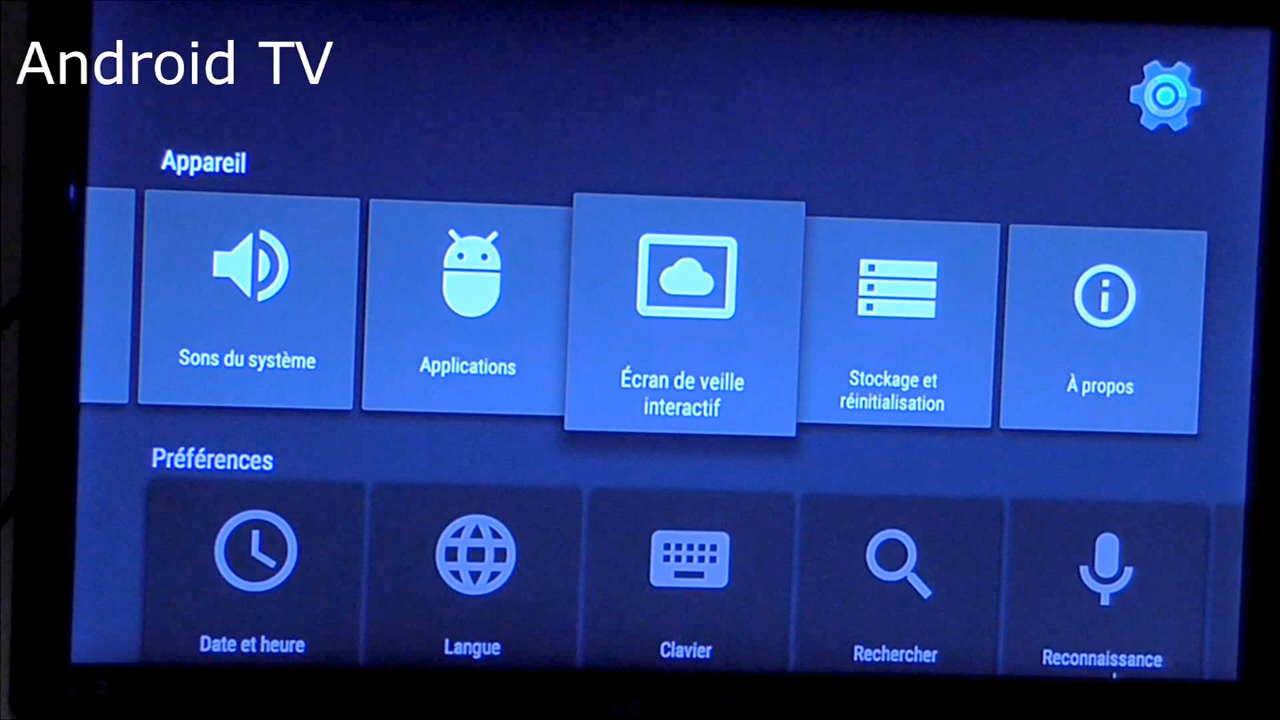 Android TV
Appareil
Sons du système
Applications
Écran de veille
interactif
Stockage et
réinitialisation
À propos
Préférences
Date et heure
Langue
Clavier
Rechercher
Reconnaissance